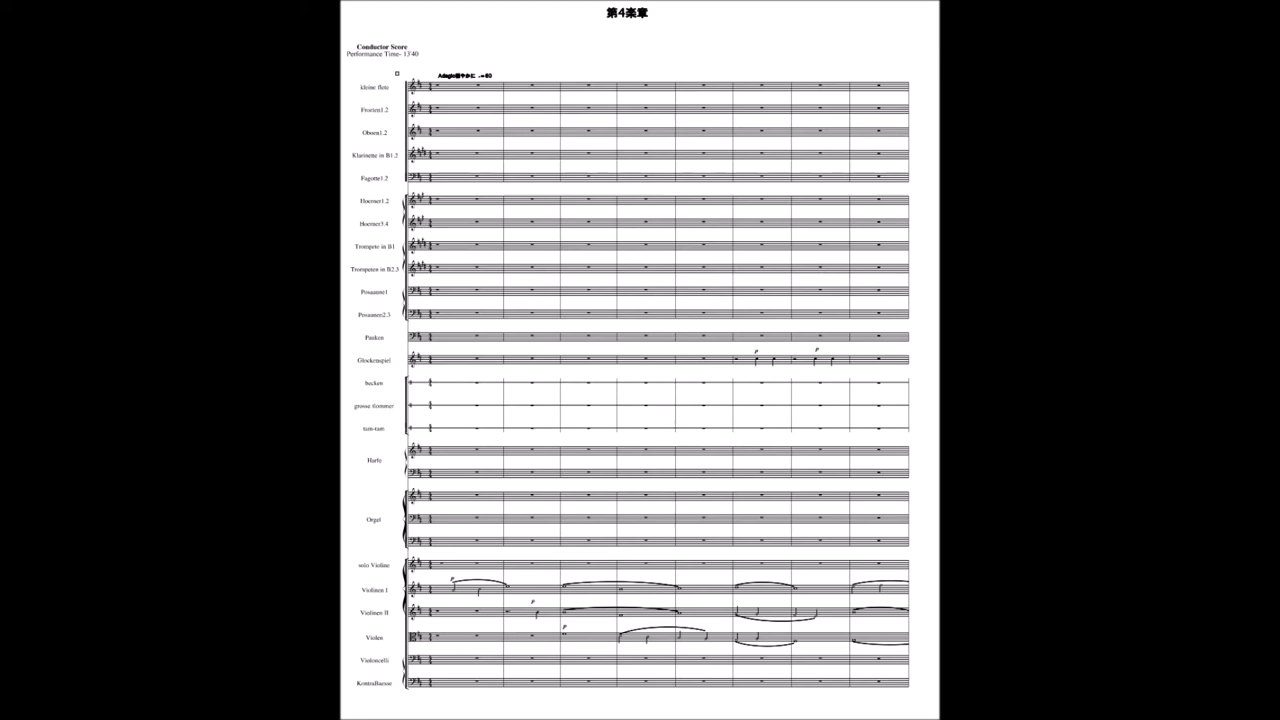 第4楽章
Conductor Score
Performance Time- 13'40
Adagio穏やかに ♩=60
kleine flete
Froeten1.2
Oboen1.2
Klarinette in B1.2
Fagotte1.2
Hoerner1.2
Hoerner3.4
Trompete in B1
Trompeten in B2.3
Posaune1
Posaunen2.3
Pauken
Glockenspiel
p
p
becken
grosse trommer
tam-tam
Harfe
Orgel
solo Violine
p
Violinen I
p
Violinen II
p
Violen
Violoncelli
KontraBaesse